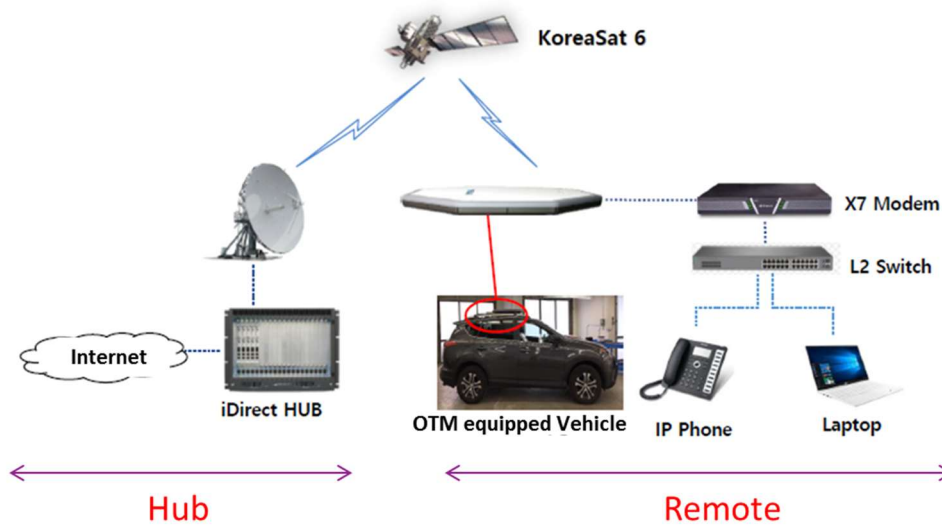 KoreaSat 6
X7 Modem
L2 Switch
Internet
iDirect HUB
OTM equipped Vehicle
IP Phone
Laptop
Hub
Remote